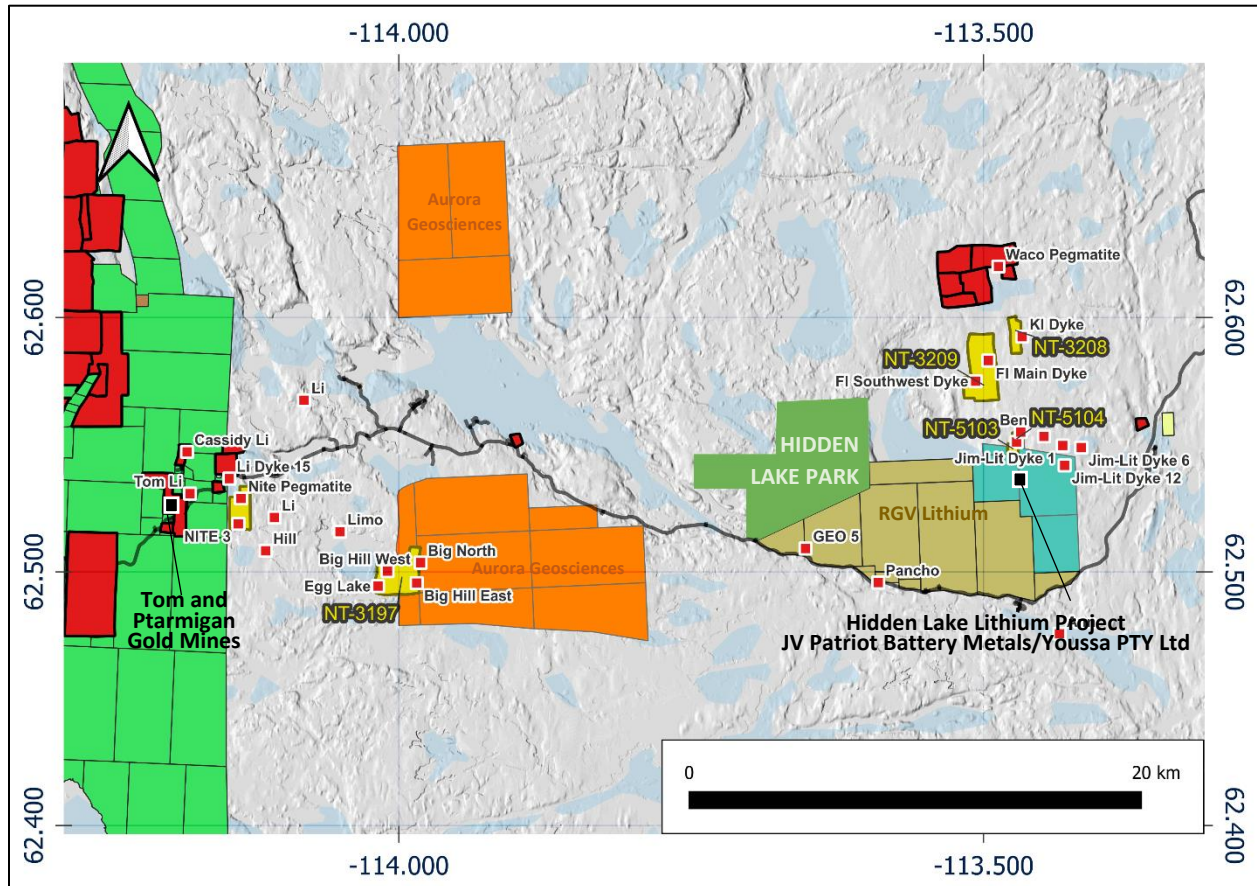 -114.000
-113.500
Aurora
Geosciences
Waco Pegmatite
62.600
62.600
KI Dyke
NT-3208
NT-3209
FI Main Dyke
FI Southwest Dyke
Li
Ben
NT-5104
NT-5103
HIDDEN
LAKE PARK
Cassidy Li
Jim-Lit Dyke 1
Jim-Lit Dyke 6
Li Dyke 15
Jim-Lit Dyke 12
Tom Li
Nite Pegmatite
RGV Lithium
Li
NITE 3
Limo
Hill
GEO 5
Big North
Big Hill West
62.500
62.500
Aurora Geosciences
Pancho
Egg Lake
Big Hill East
NT-3197
Tom and
Ptarmigan
Gold Mines
Hidden Lake Lithium Project
JV Patriot Battery Metals/Youssa PTY Ltd
0
20 km
62.400
62.400
-114.000
-113.500